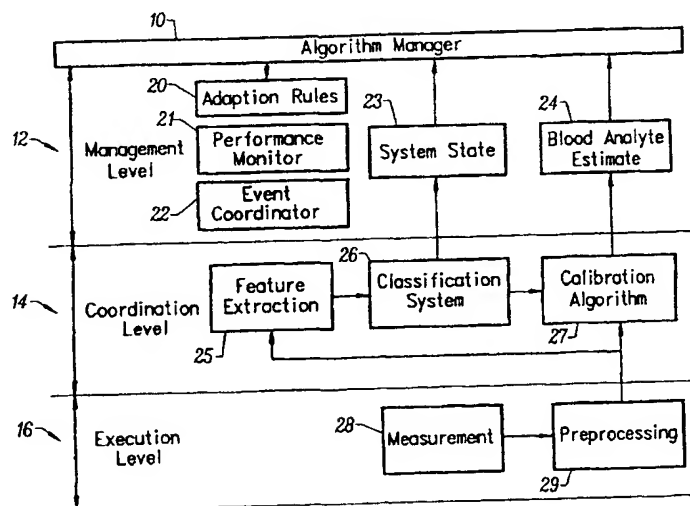 10
Algorithm Manager
20
Adaption Rules
21
Performance
Monitor
22
Event
Coordinator
23
System State
24
Blood Analyte
Estimate
12
Management
Level
14
Coordination
Level
Feature
Extraction
25
26
Classification
System
Calibration
Algorithm
27
16
Execution
Level
28
Measurement
Preprocessing
29